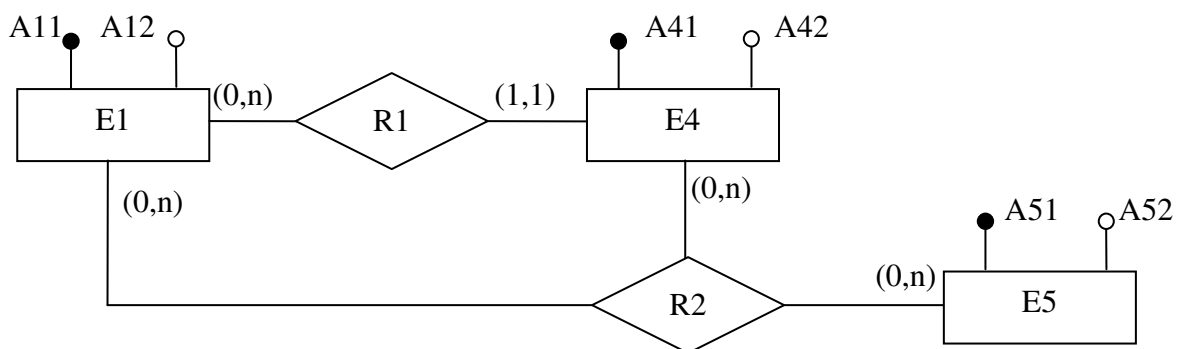 A11 A12 A41 A42
(0,n) (1,1)
E1 R1 E4
(0,n) (0,n)
A51 A52
(0,n)
R2 E5